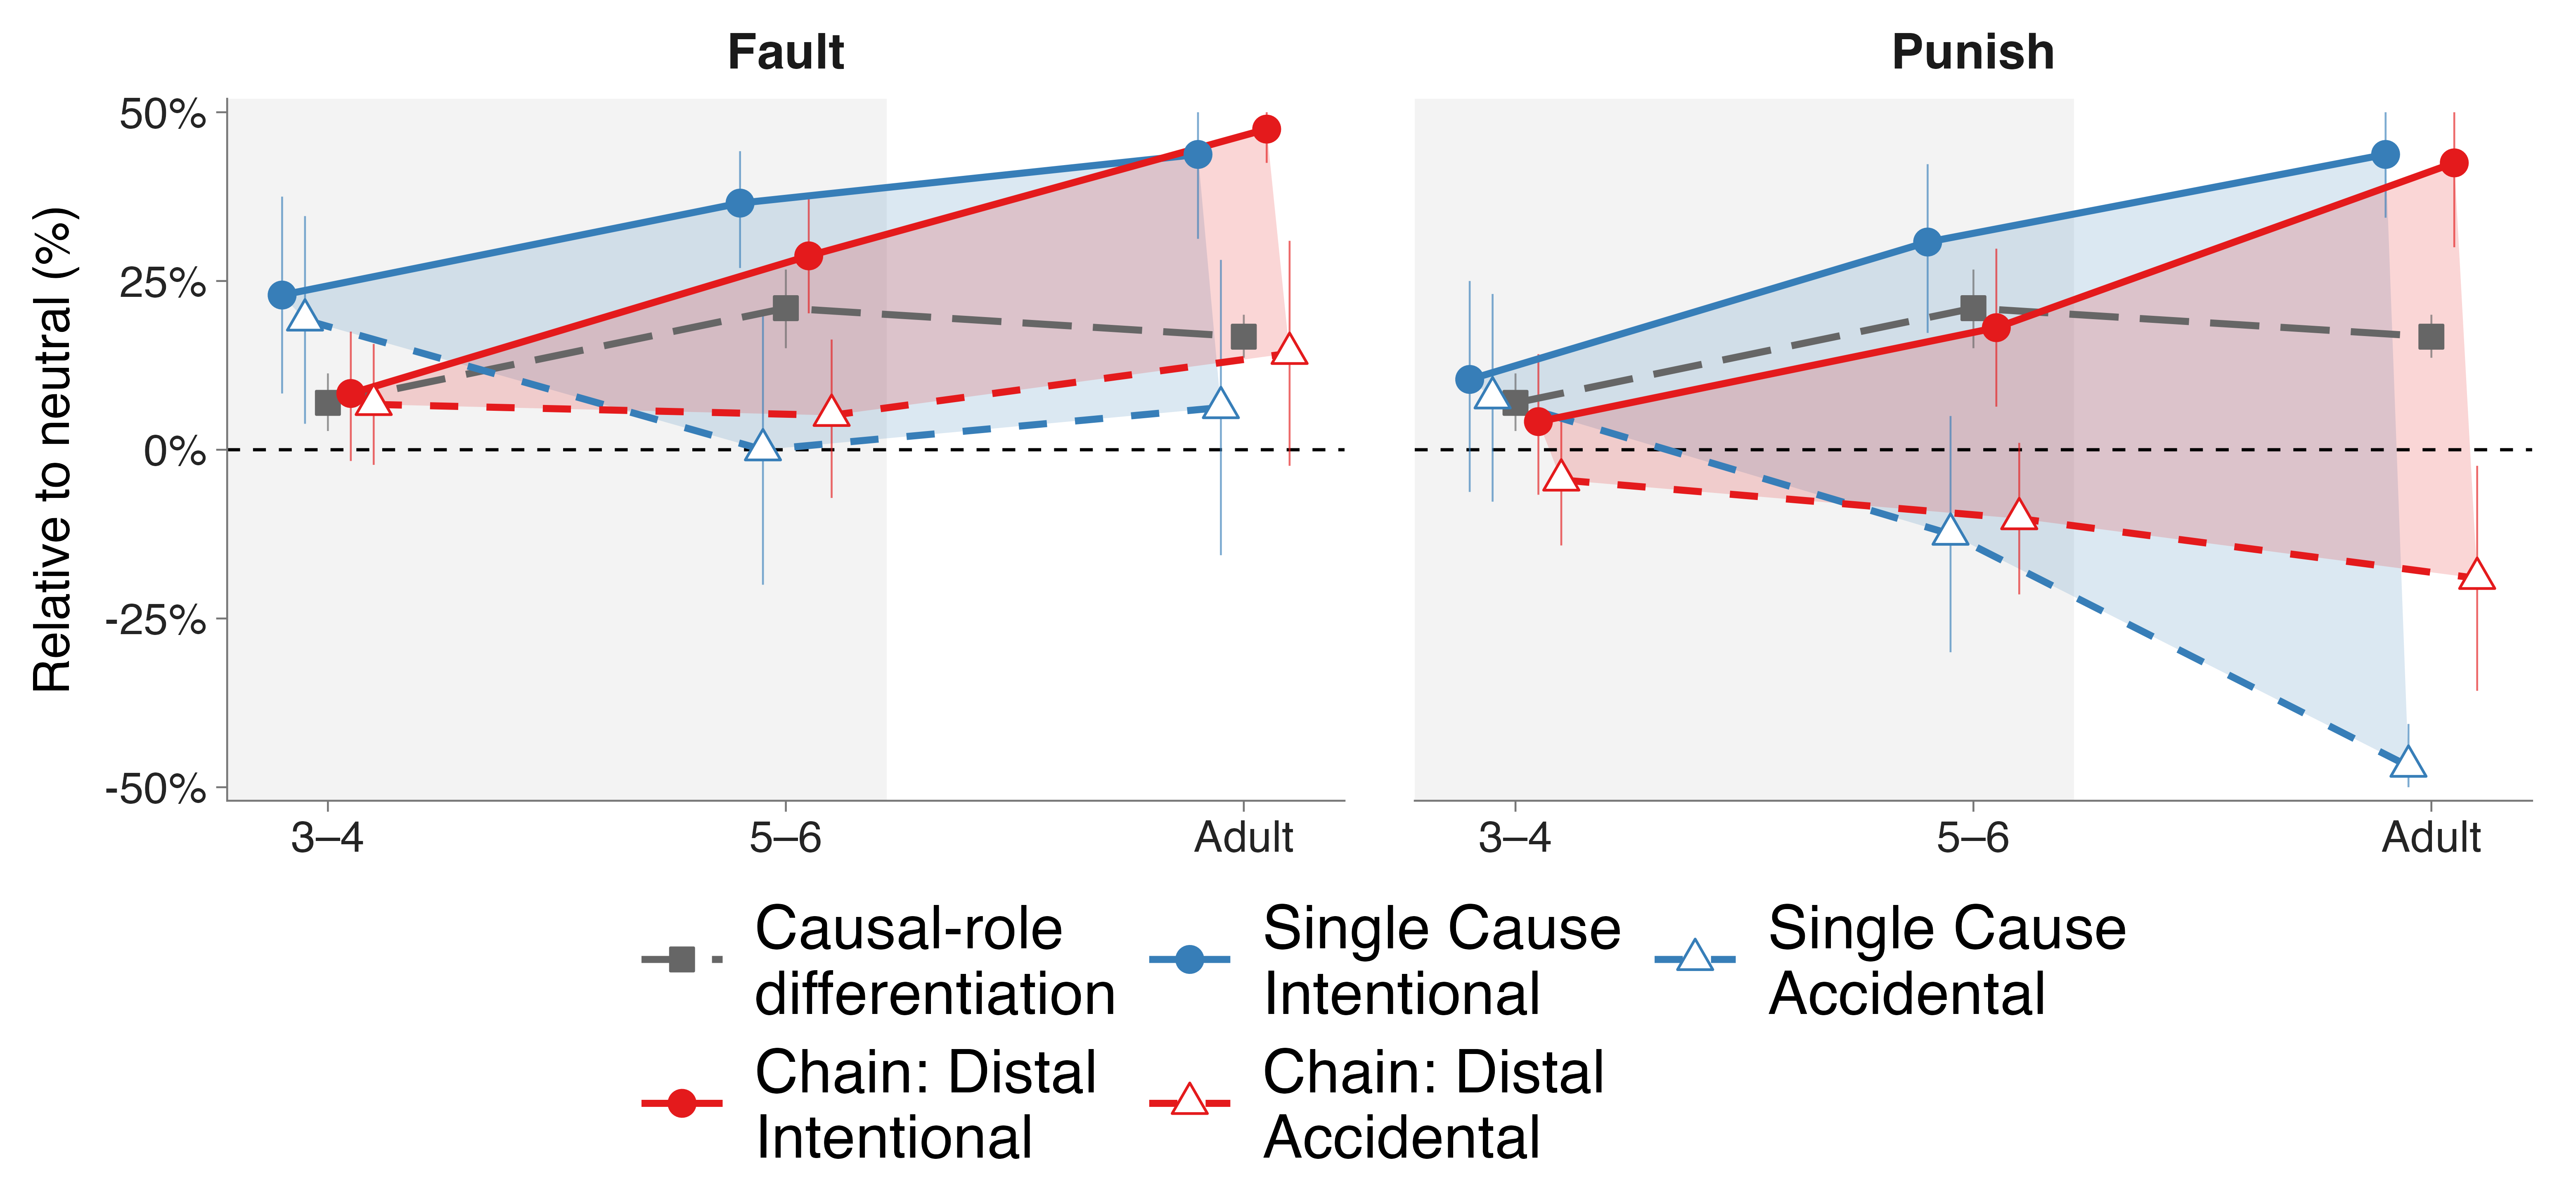 Fault
Punish
Relative to neutral (%)
50%
25%
0%
-25%
-50%
3–4
5–6
Adult
3–4
5–6
Adult
Causal-role
differentiation
Single Cause
Intentional
Single Cause
Accidental
Chain: Distal
Intentional
Chain: Distal
Accidental